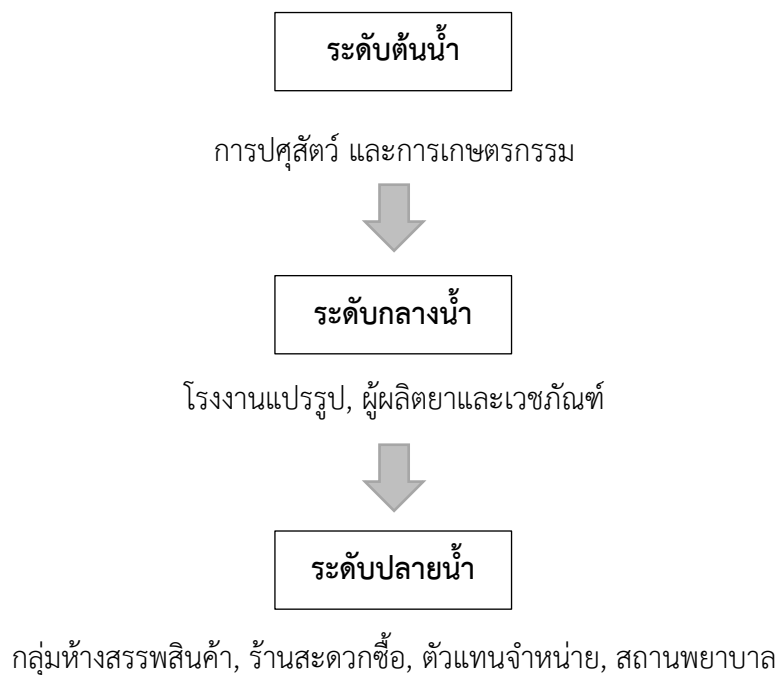 ระดับต้นน้ำ
การปศุสัตว์ และการเกษตรกรรม
ระดับกลางน้ำ
โรงงานแปรรูป, ผู้ผลิตยาและเวชภัณฑ์
ระดับปลายน้ำ
กลุ่มห้างสรรพสินค้า, ร้านสะดวกซื้อ, ตัวแทนจำหน่าย, สถานพยาบาล